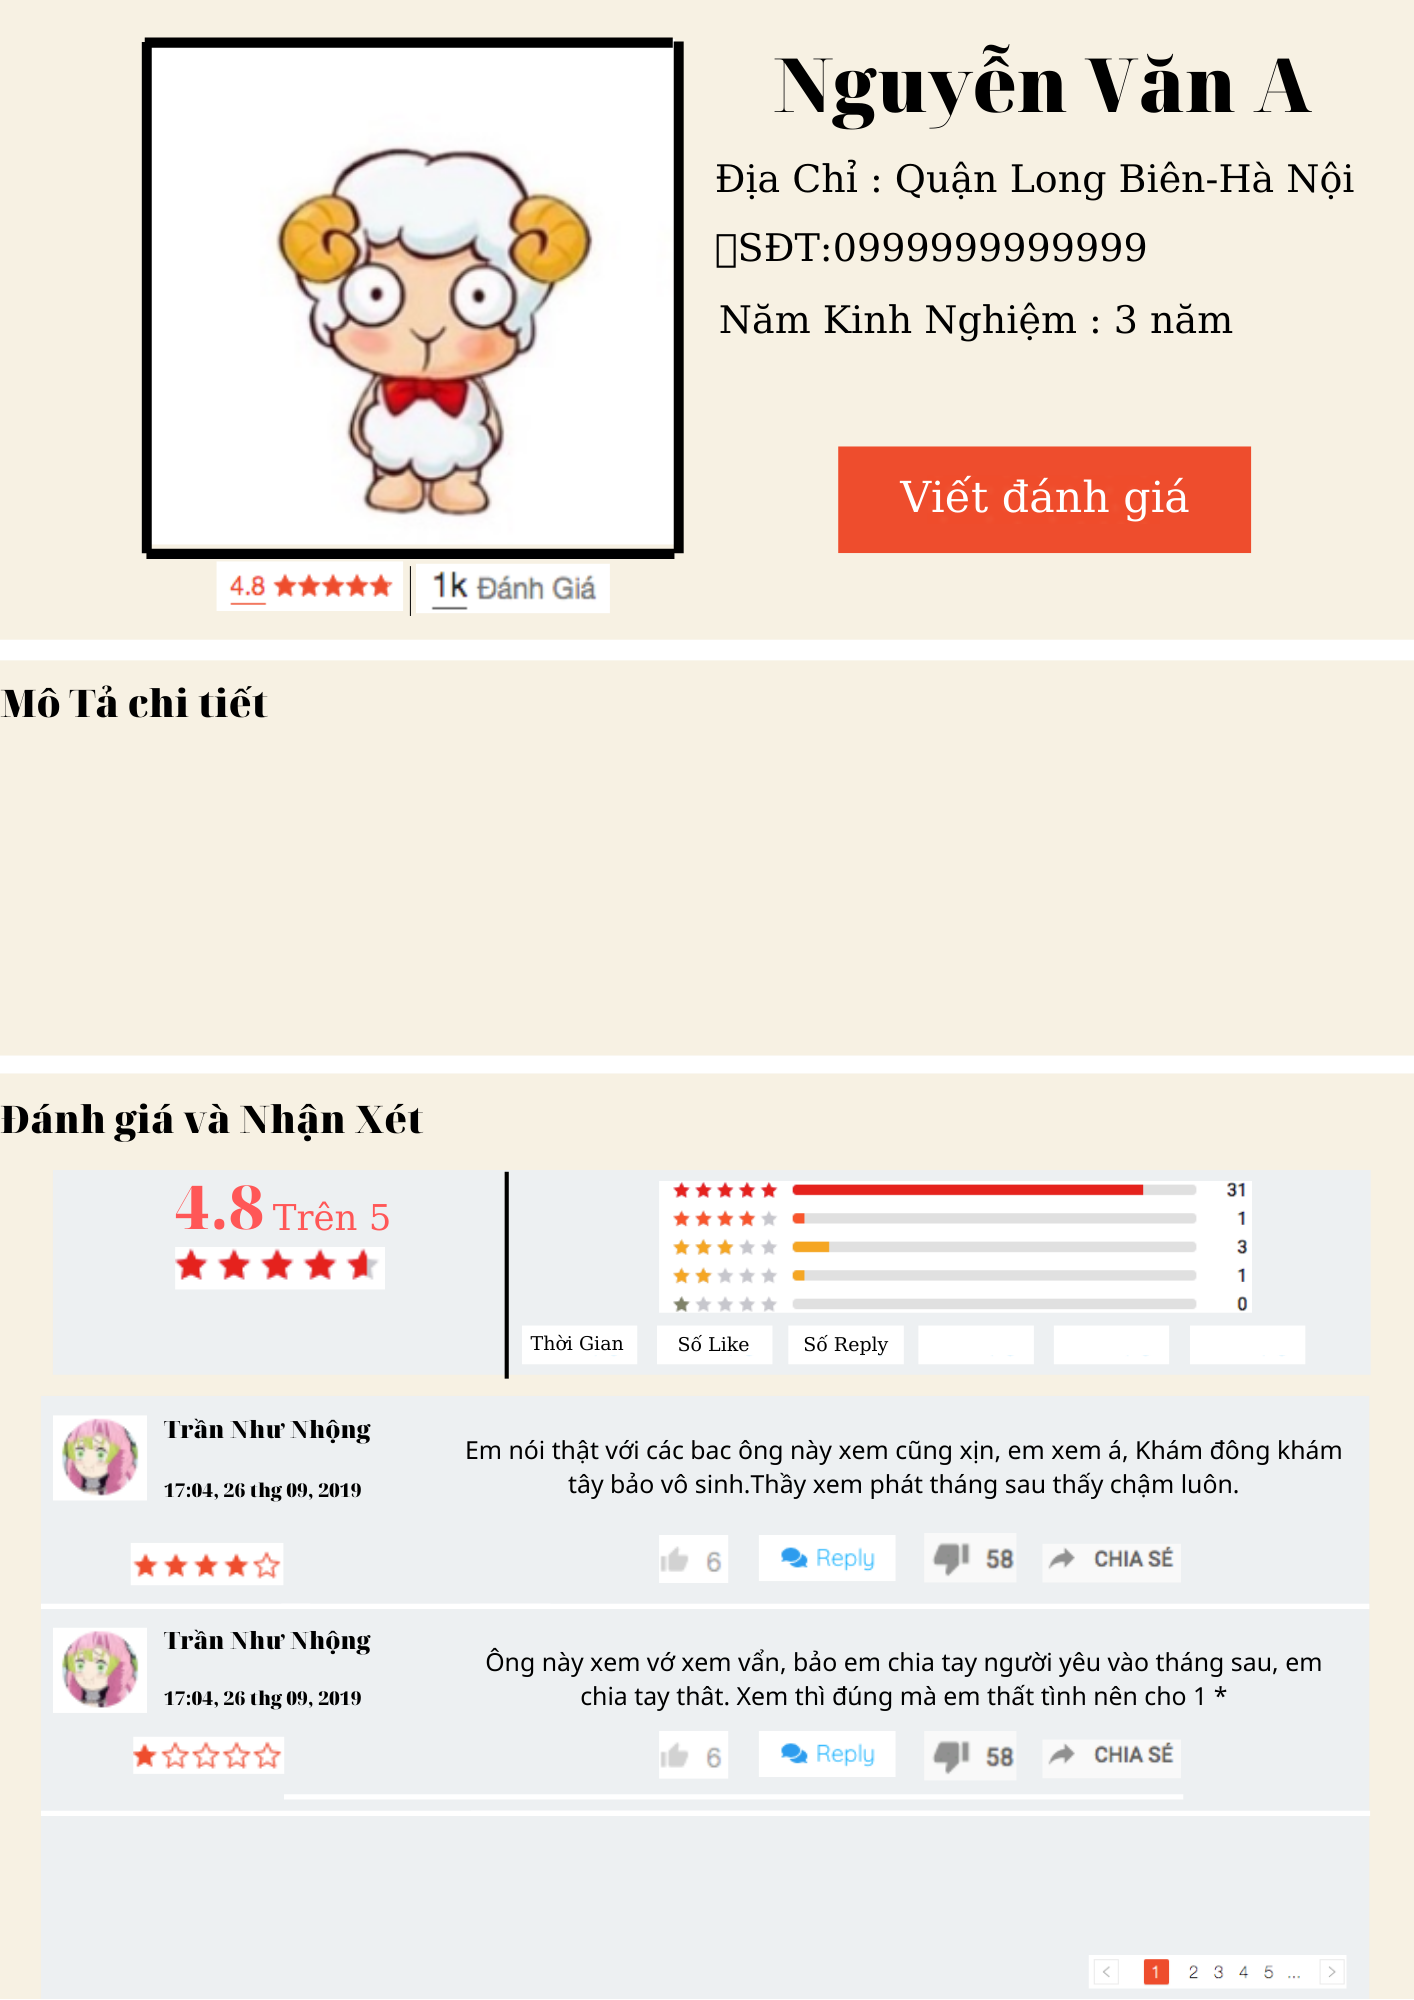 Nguyễn Văn A
Địa Chỉ : Quận Long Biên-Hà Nội
SĐT:0999999999999
Năm Kinh Nghiệm : 3 năm
Viết đánh giá
4.8
1k Đánh Giá
Mô Tả chi tiết
Đánh giá và Nhận Xét
4.8 Trên 5
31
1
3
1
0
Thời Gian
Số Like
Số Reply
Trần Như Nhộng
17:04, 26 thg 09, 2019
Em nói thật với các bac ông này xem cũng xịn, em xem á, Khám đông khám
tây bảo vô sinh.Thầy xem phát tháng sau thấy chậm luôn.
6
Reply
58
CHIA SẺ
Trần Như Nhộng
17:04, 26 thg 09, 2019
Ông này xem vớ xem vẩn, bảo em chia tay người yêu vào tháng sau, em
chia tay thât. Xem thì đúng mà em thất tình nên cho 1 *
6
Reply
58
CHIA SẺ
< 1 2 3 4 5 ... >